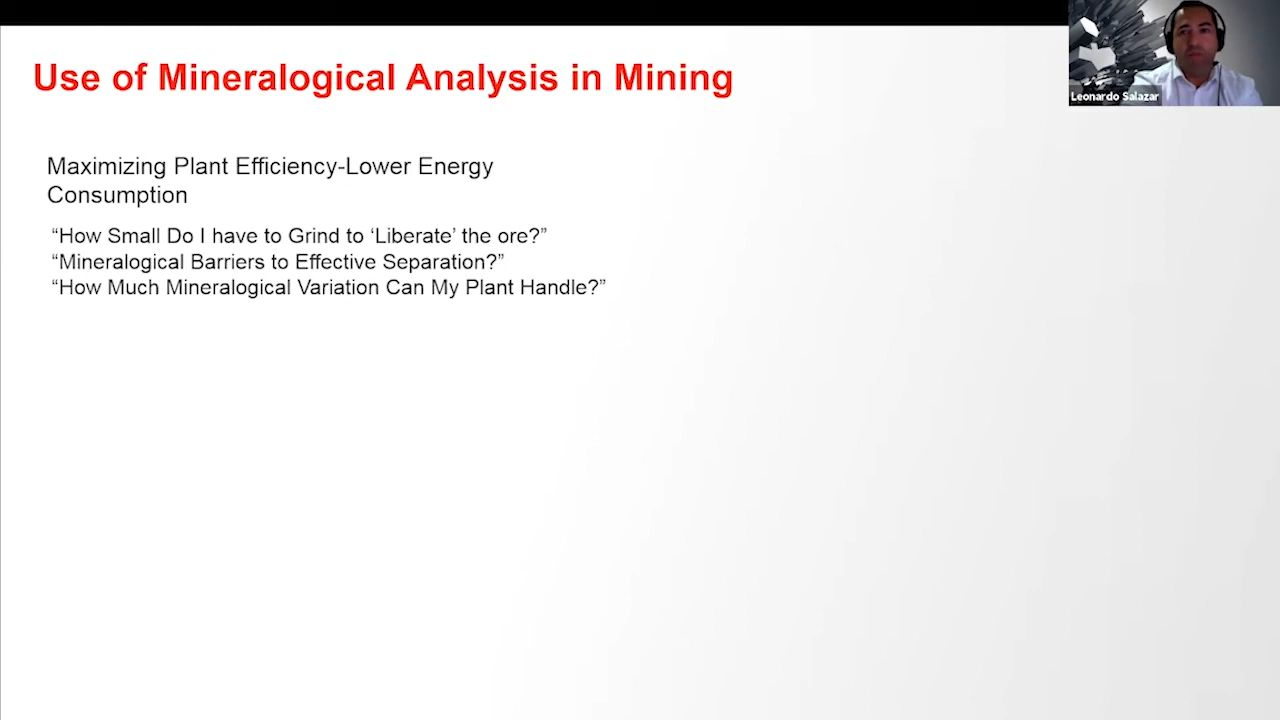 Use of Mineralogical Analysis in Mining
Leonardo Salazar
Maximizing Plant Efficiency-Lower Energy
Consumption
“How Small Do I have to Grind to ‘Liberate’ the ore?”
“Mineralogical Barriers to Effective Separation?”
“How Much Mineralogical Variation Can My Plant Handle?”